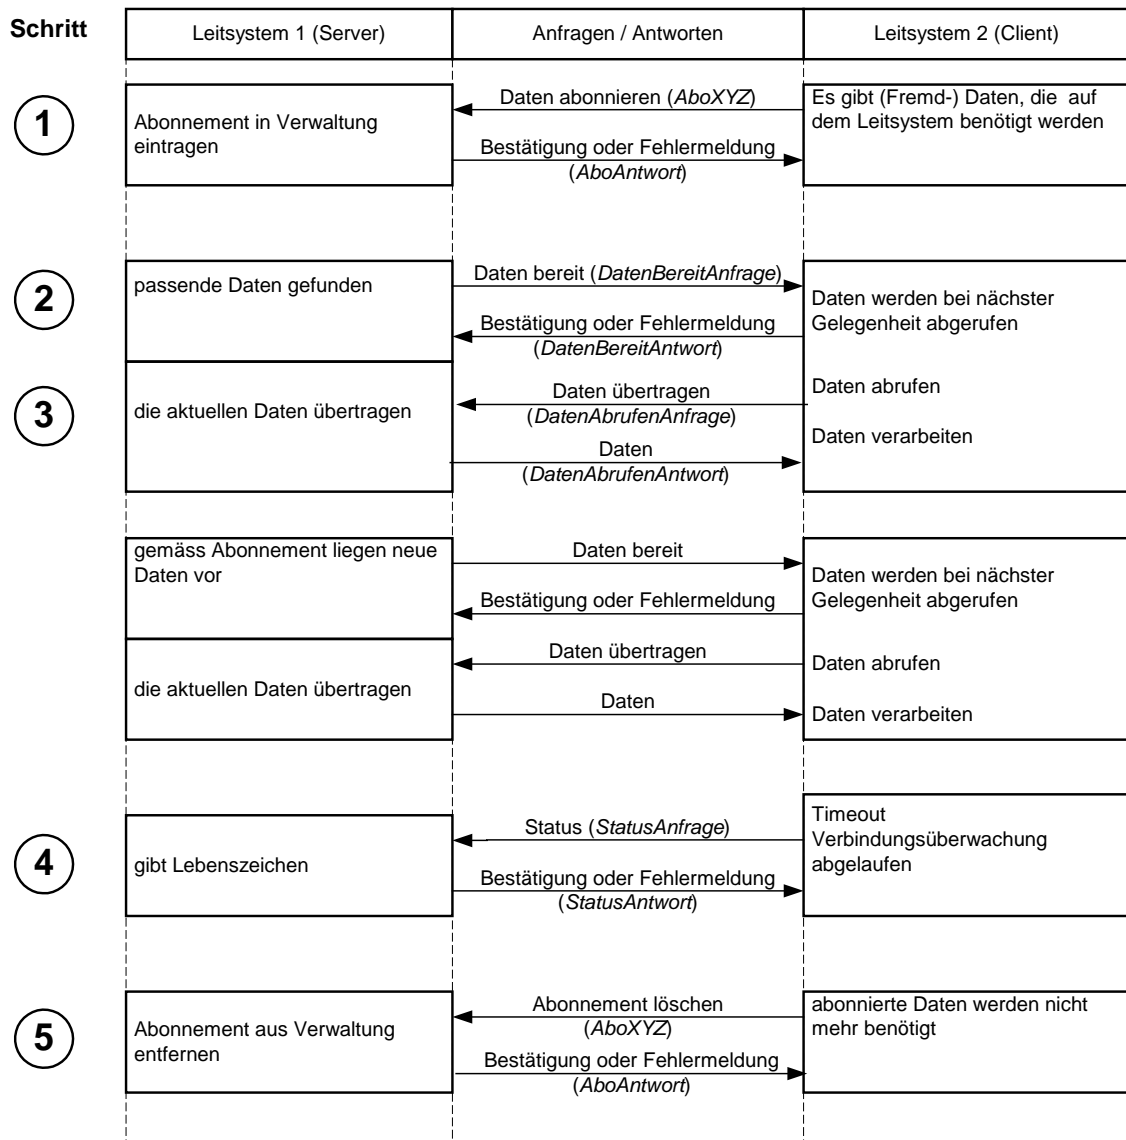 Schritt
Leitsystem 1 (Server)
Anfragen / Antworten
Leitsystem 2 (Client)
1
Abonnement in Verwaltung
eintragen
Daten abonnieren (AboXYZ)
Bestätigung oder Fehlermeldung
(AboAntwort)
Es gibt (Fremd-) Daten, die auf
dem Leitsystem benötigt werden
2
passende Daten gefunden
Daten bereit (DatenBereitAnfrage)
Bestätigung oder Fehlermeldung
(DatenBereitAntwort)
Daten werden bei nächster
Gelegenheit abgerufen
3
die aktuellen Daten übertragen
Daten übertragen
(DatenAbrufenAnfrage)
Daten
(DatenAbrufenAntwort)
Daten abrufen
Daten verarbeiten
gemäss Abonnement liegen neue
Daten vor
Daten bereit
Bestätigung oder Fehlermeldung
Daten werden bei nächster
Gelegenheit abgerufen
die aktuellen Daten übertragen
Daten übertragen
Daten
Daten abrufen
Daten verarbeiten
4
gibt Lebenszeichen
Status (StatusAnfrage)
Bestätigung oder Fehlermeldung
(StatusAntwort)
Timeout
Verbindungsüberwachung
abgelaufen
5
Abonnement aus Verwaltung
entfernen
Abonnement löschen
(AboXYZ)
Bestätigung oder Fehlermeldung
(AboAntwort)
abonnierte Daten werden nicht
mehr benötigt